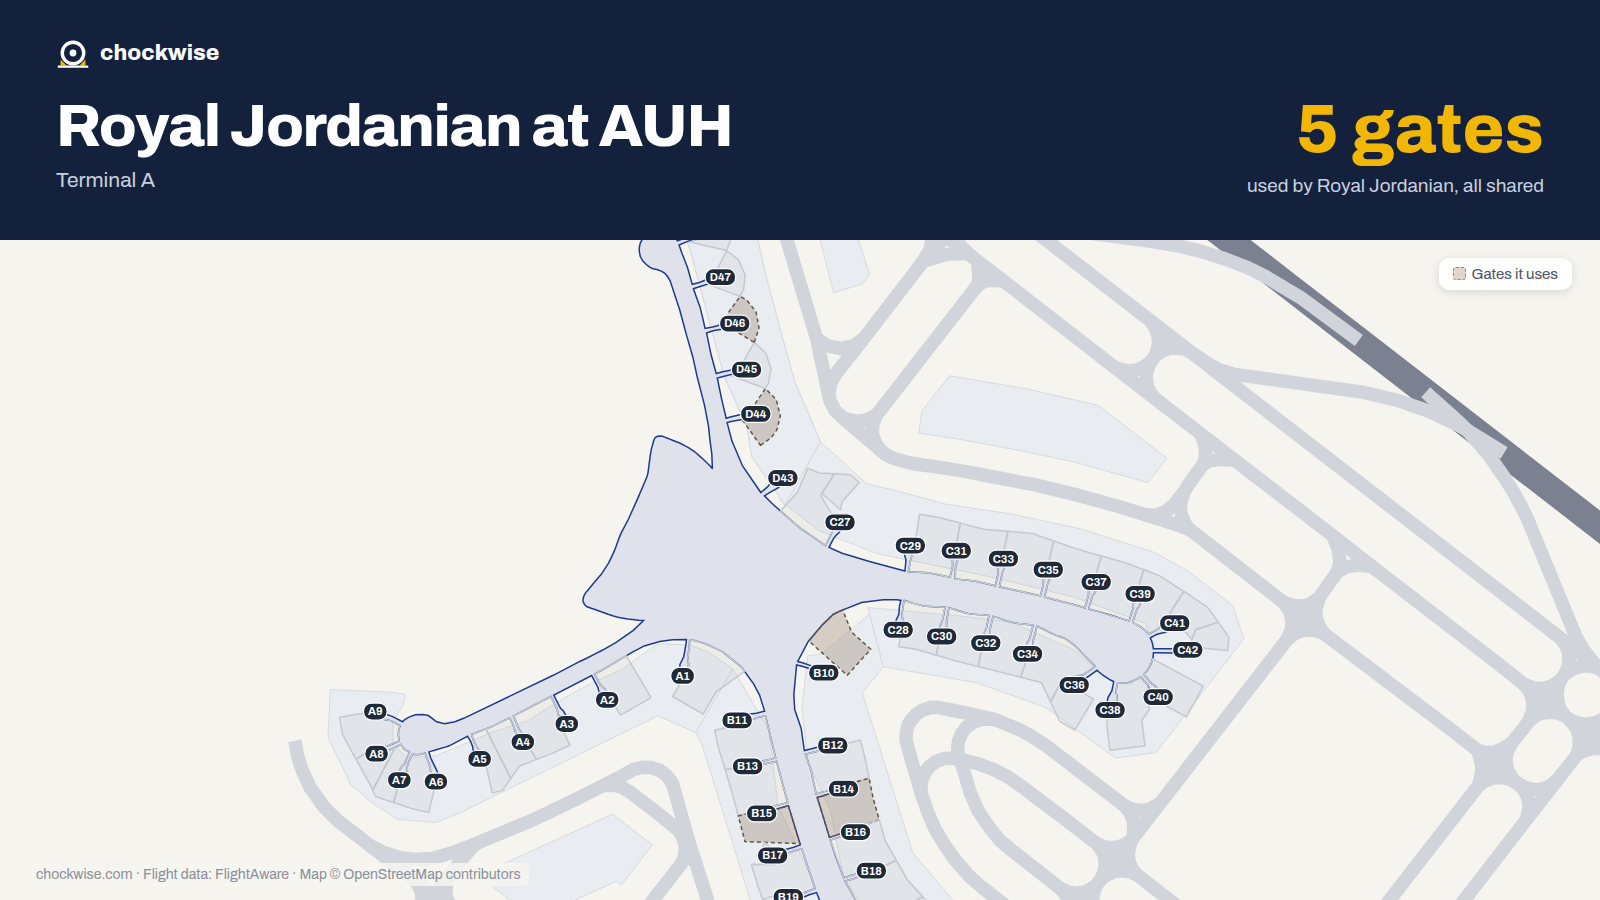 chockwise
Royal Jordanian at AUH
Terminal A
5 gates
used by Royal Jordanian, all shared
Gates it uses
D47
D46
D45
D44
D43
C27
C29
C31
C33
C35
C37
C39
C41
C42
C28
C30
C32
C34
C36
C38
C40
B10
A1
A2
A3
A4
A5
A6
A7
A8
A9
B11
B12
B13
B14
B15
B16
B17
B18
B19
chockwise.com · Flight data: FlightAware · Map © OpenStreetMap contributors